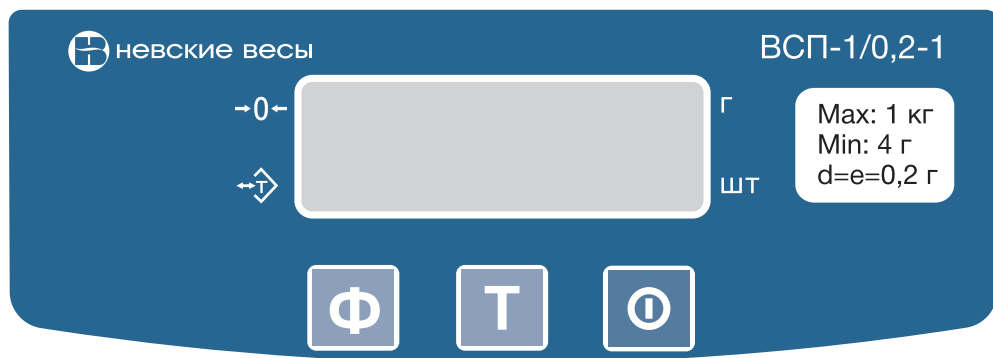 невские весы
ВСП-1/0,2-1
→0←
г
Max: 1 кг
Min: 4 г
d=e=0,2 г
↔T
шт
Ф
T